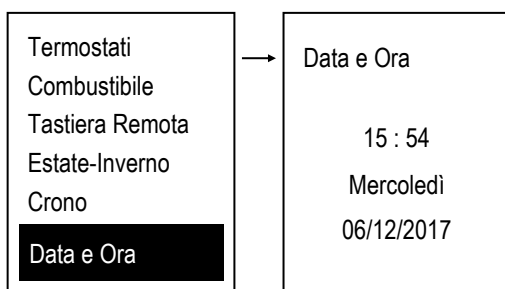 Termostati
Combustibile
Tastiera Remota
Estate-Inverno
Crono
Data e Ora
Data e Ora
15 : 54
Mercoledì
06/12/2017